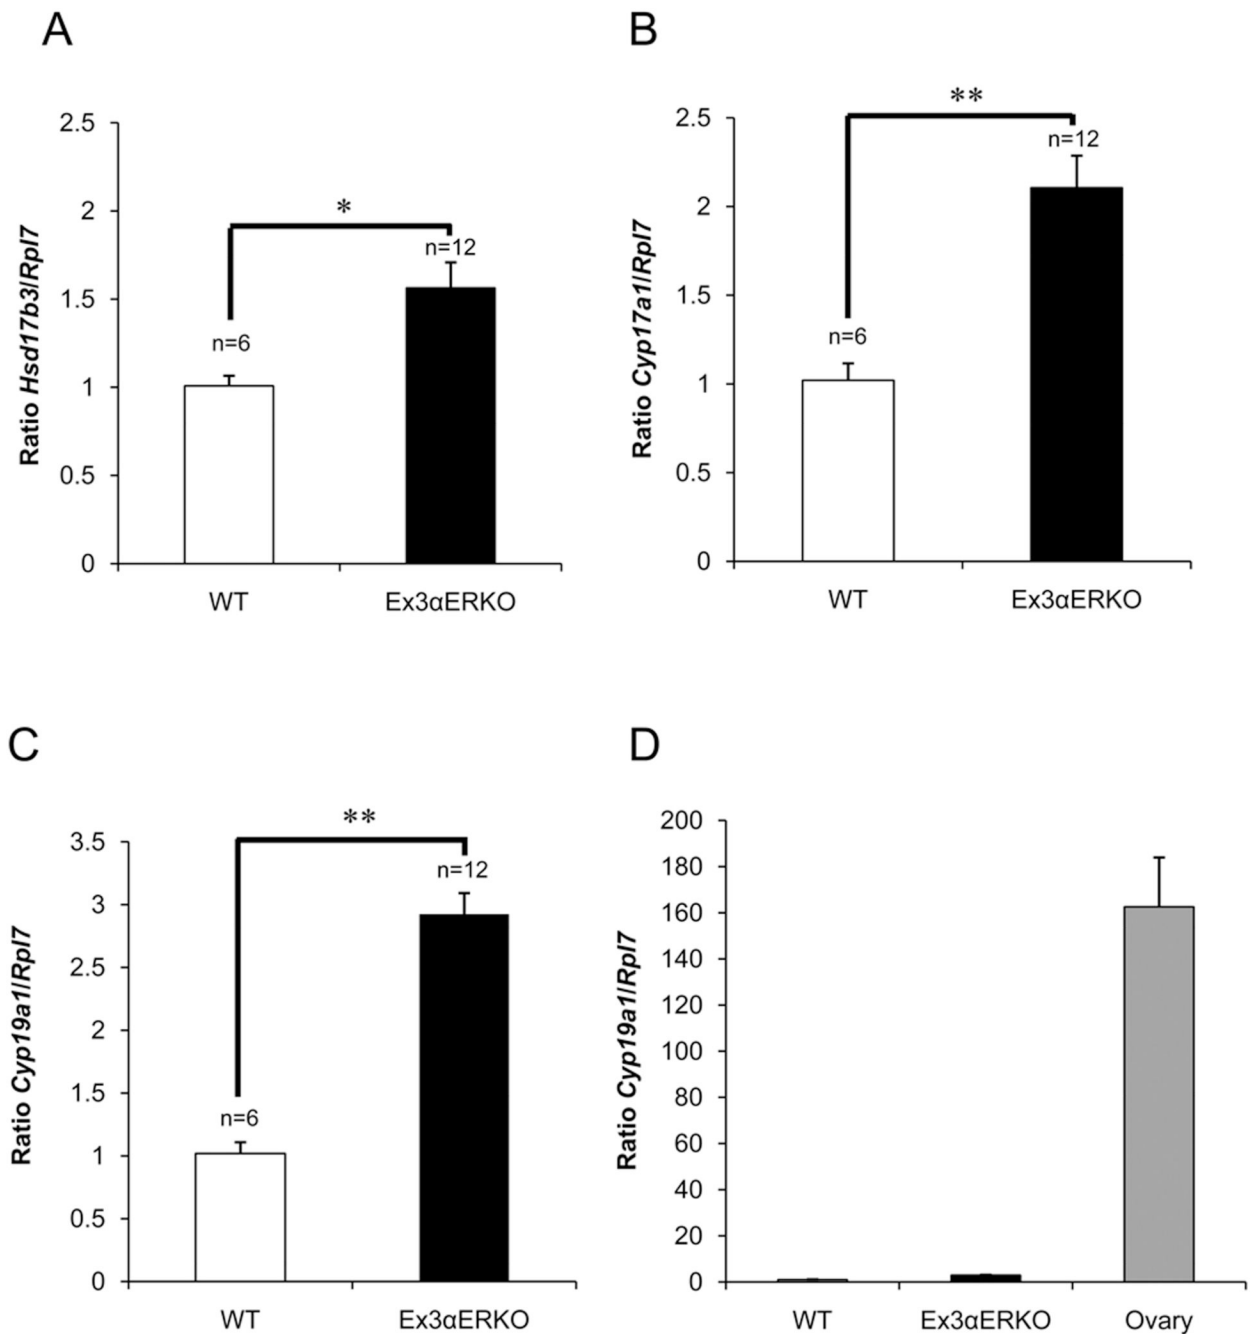 A
2.5
2
1.5
1
0.5
0
Ratio Hsd17b3/Rpl7
*
n=12
n=6
WT
Ex3αERKO
B
2.5
2
1.5
1
0.5
0
Ratio Cyp17a1/Rpl7
**
n=12
n=6
WT
Ex3αERKO
C
3.5
3
2.5
2
1.5
1
0.5
0
Ratio Cyp19a1/Rpl7
**
n=12
n=6
WT
Ex3αERKO
D
200
180
160
140
120
100
80
60
40
20
0
Ratio Cyp19a1/Rpl7
WT
Ex3αERKO
Ovary